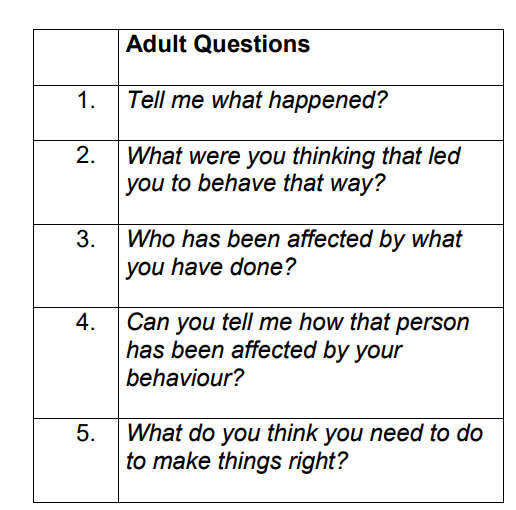 Adult Questions
1. Tell me what happened?
2. What were you thinking that led
you to behave that way?
3. Who has been affected by what
you have done?
4. Can you tell me how that person
has been affected by your
behaviour?
5. What do you think you need to do
to make things right?